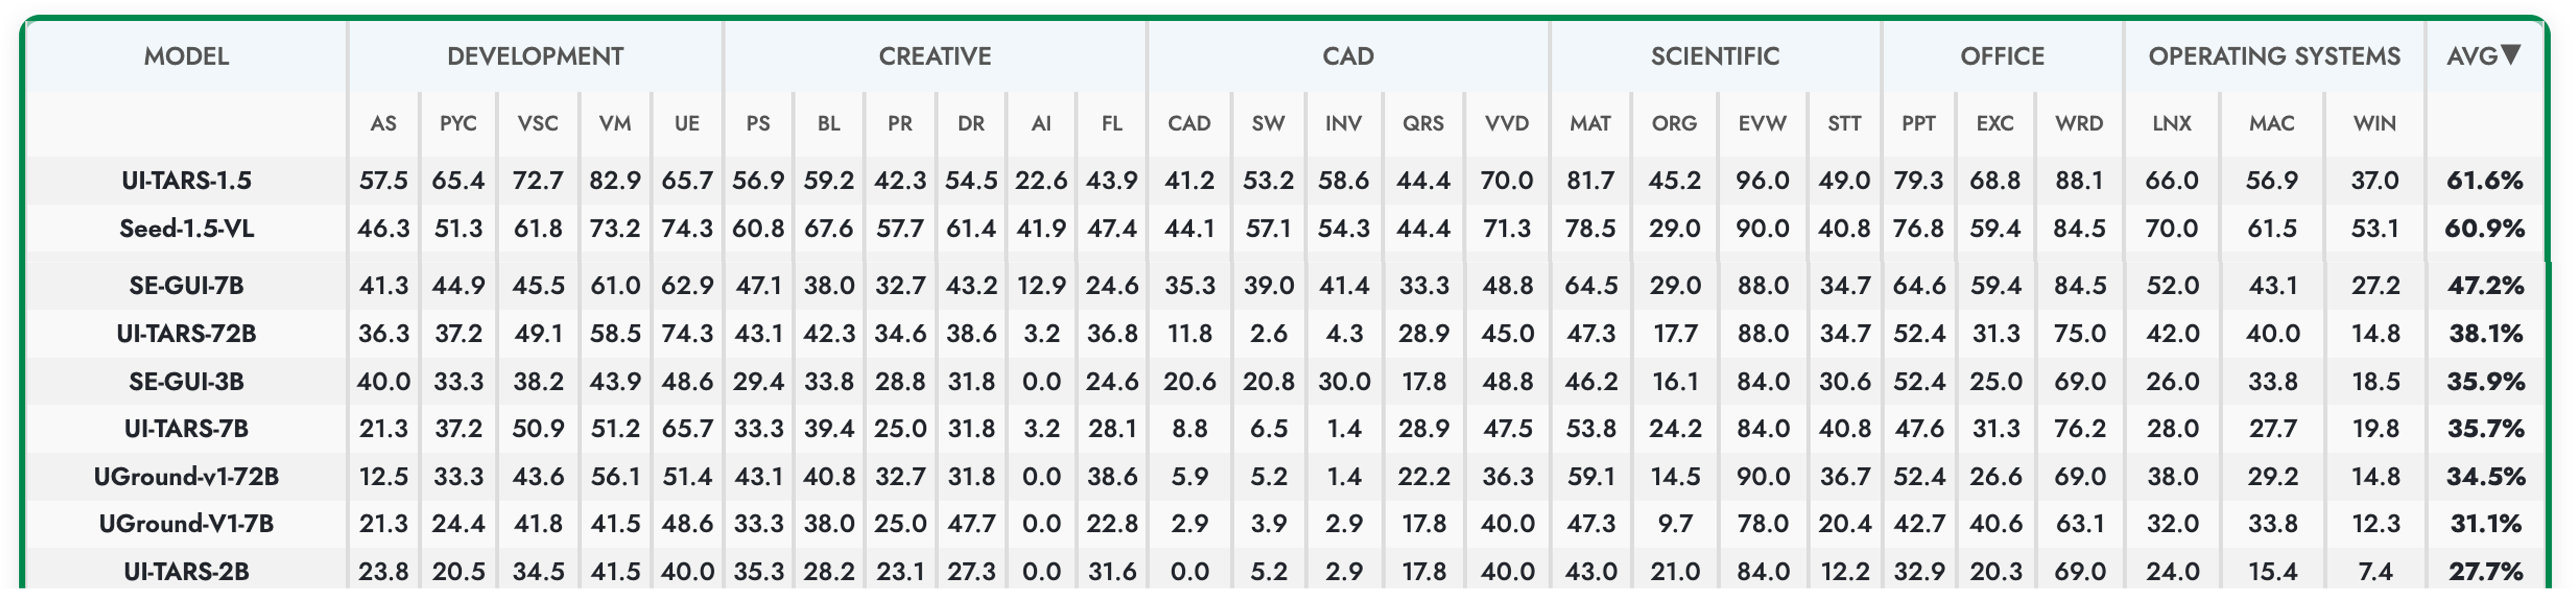 MODEL DEVELOPMENT CREATIVE CAD SCIENTIFIC OFFICE OPERATING SYSTEMS AVG▼
AS PYC VSC VM UE PS BL PR DR AI FL CAD SW INV QRS VVD MAT ORG EVW STT PPT EXC WRD LNX MAC WIN
UI-TARS-1.5 57.5 65.4 72.7 82.9 65.7 56.9 59.2 42.3 54.5 22.6 43.9 41.2 53.2 58.6 44.4 70.0 81.7 45.2 96.0 49.0 79.3 68.8 88.1 66.0 56.9 37.0 61.6%
Seed-1.5-VL 46.3 51.3 61.8 73.2 74.3 60.8 67.6 57.7 61.4 41.9 47.4 44.1 57.1 54.3 44.4 71.3 78.5 29.0 90.0 40.8 76.8 59.4 84.5 70.0 61.5 53.1 60.9%
SE-GUI-7B 41.3 44.9 45.5 61.0 62.9 47.1 38.0 32.7 43.2 12.9 24.6 35.3 39.0 41.4 33.3 48.8 64.5 29.0 88.0 34.7 64.6 59.4 84.5 52.0 43.1 27.2 47.2%
UI-TARS-72B 36.3 37.2 49.1 58.5 74.3 43.1 42.3 34.6 38.6 3.2 36.8 11.8 2.6 4.3 28.9 45.0 47.3 17.7 88.0 34.7 52.4 31.3 75.0 42.0 40.0 14.8 38.1%
SE-GUI-3B 40.0 33.3 38.2 43.9 48.6 29.4 33.8 28.8 31.8 0.0 24.6 20.6 20.8 30.0 17.8 48.8 46.2 16.1 84.0 30.6 52.4 25.0 69.0 26.0 33.8 18.5 35.9%
UI-TARS-7B 21.3 37.2 50.9 51.2 65.7 33.3 39.4 25.0 31.8 3.2 28.1 8.8 6.5 1.4 28.9 47.5 53.8 24.2 84.0 40.8 47.6 31.3 76.2 28.0 27.7 19.8 35.7%
UGround-v1-72B 12.5 33.3 43.6 56.1 51.4 43.1 40.8 32.7 31.8 0.0 38.6 5.9 5.2 1.4 22.2 36.3 59.1 14.5 90.0 36.7 52.4 26.6 69.0 38.0 29.2 14.8 34.5%
UGround-V1-7B 21.3 24.4 41.8 41.5 48.6 33.3 38.0 25.0 47.7 0.0 22.8 2.9 3.9 2.9 17.8 40.0 47.3 9.7 78.0 20.4 42.7 40.6 63.1 32.0 33.8 12.3 31.1%
UI-TARS-2B 23.8 20.5 34.5 41.5 40.0 35.3 28.2 23.1 27.3 0.0 31.6 0.0 5.2 2.9 17.8 40.0 43.0 21.0 84.0 12.2 32.9 20.3 69.0 24.0 15.4 7.4 27.7%